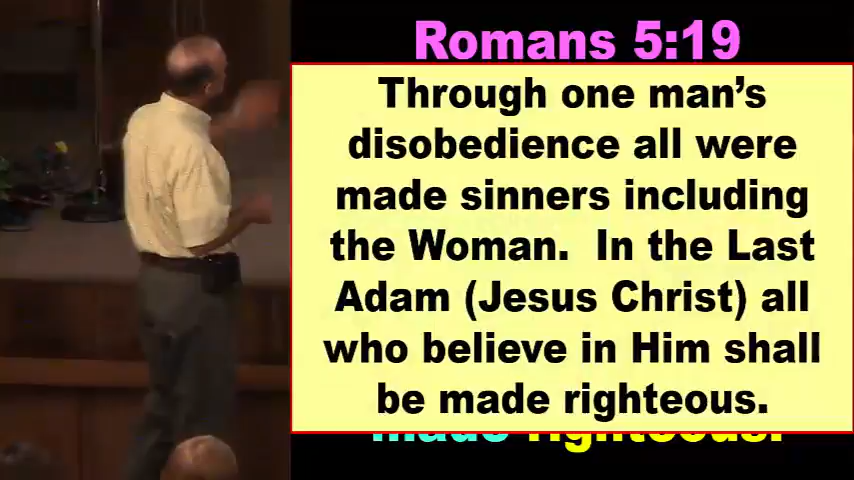 Romans 5:19
Through one man’s
disobedience all were
made sinners including
the Woman.  In the Last
Adam (Jesus Christ) all
who believe in Him shall
be made righteous.
made righteous.